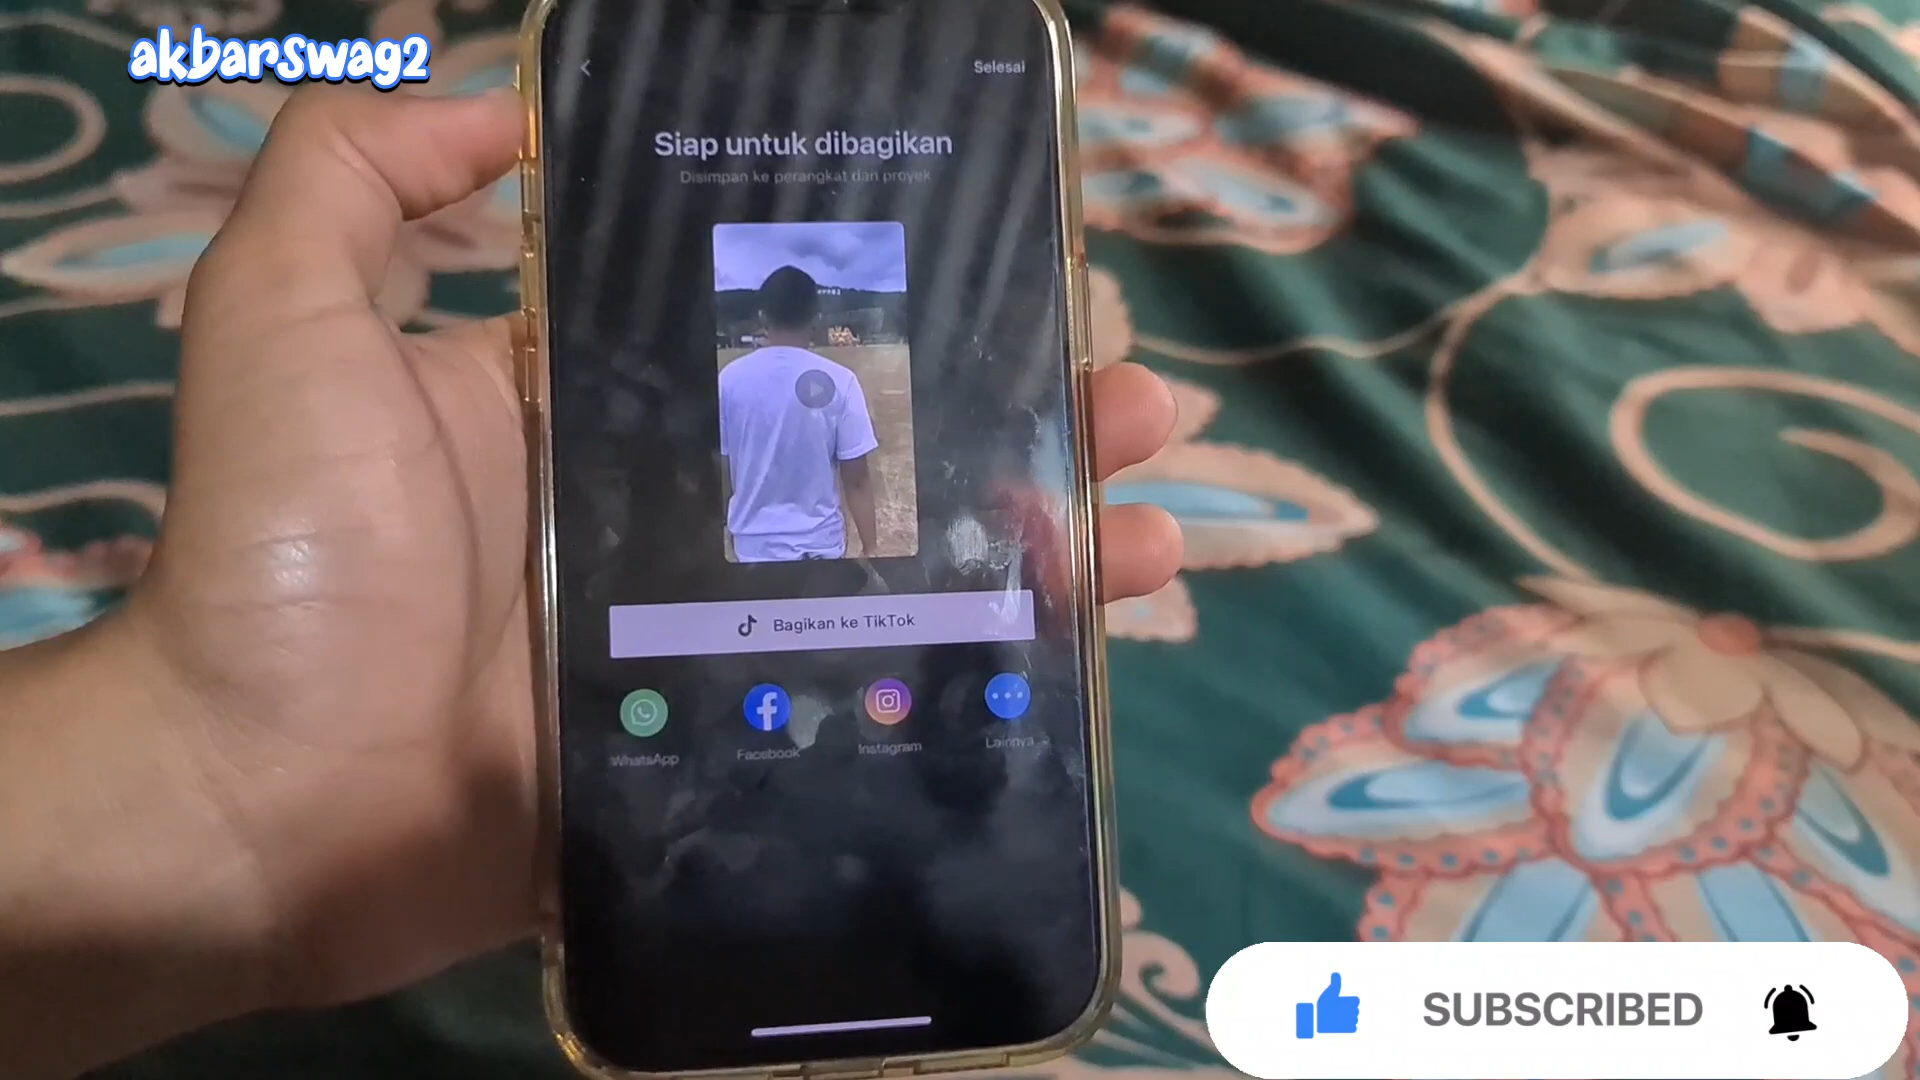 akbarswag2
Selesai
Siap untuk dibagikan
Disimpan ke perangkat dan proyek
Bagikan ke TikTok
WhatsApp
Facebook
Instagram
Lainnya
SUBSCRIBED